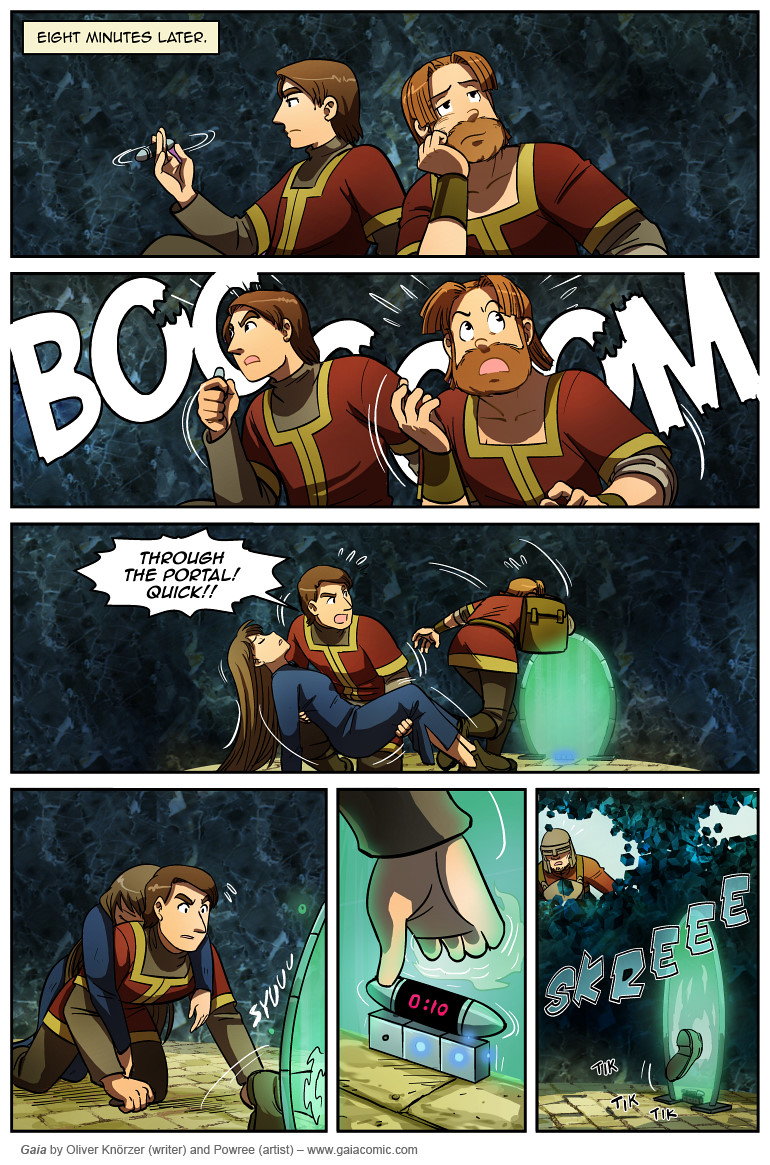 EIGHT MINUTES LATER.
BOOOOOM
THROUGH
THE PORTAL!
QUICK!!
SYUUU
0:10
SKREEE
TIK
TIK
TIK
Gaia by Oliver Knörzer (writer) and Powree (artist) – www.gaiacomic.com